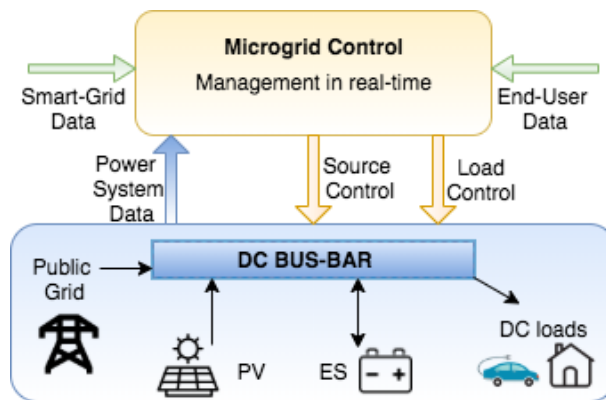 Microgrid Control
Management in real-time
Smart-Grid
Data
End-User
Data
Power
System
Data
Source
Control
Load
Control
DC BUS-BAR
Public
Grid
PV
ES
DC loads